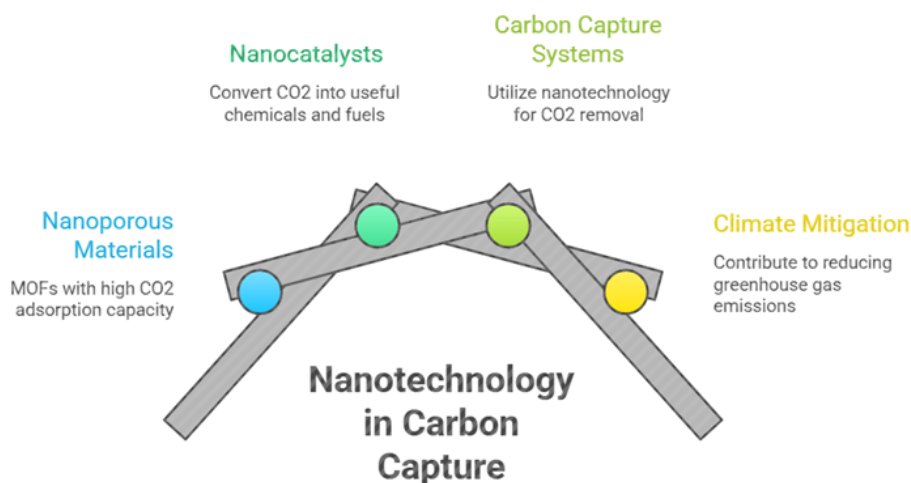 Nanocatalysts
Convert CO2 into useful
chemicals and fuels
Carbon Capture
Systems
Utilize nanotechnology
for CO2 removal
Nanoporous
Materials
MOFs with high CO2
adsorption capacity
Climate Mitigation
Contribute to reducing
greenhouse gas
emissions
Nanotechnology
in Carbon
Capture